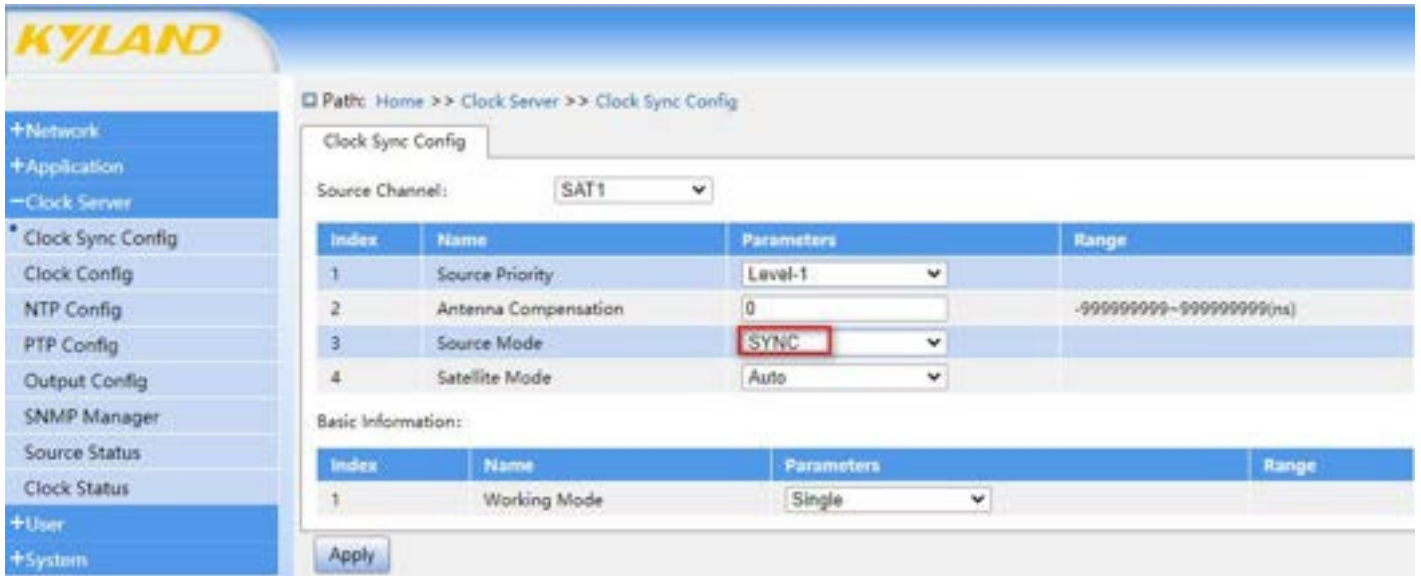 KYLAND
Path: Home >> Clock Server >> Clock Sync Config
+Network
+Application
−Clock Server
Clock Sync Config
Clock Config
NTP Config
PTP Config
Output Config
SNMP Manager
Source Status
Clock Status
+User
+System
Clock Sync Config
Source Channel: SAT1
Index Name Parameters Range
1 Source Priority Level-1
2 Antenna Compensation 0 -999999999~999999999(ns)
3 Source Mode SYNC
4 Satellite Mode Auto
Basic Information:
Index Name Parameters Range
1 Working Mode Single
Apply